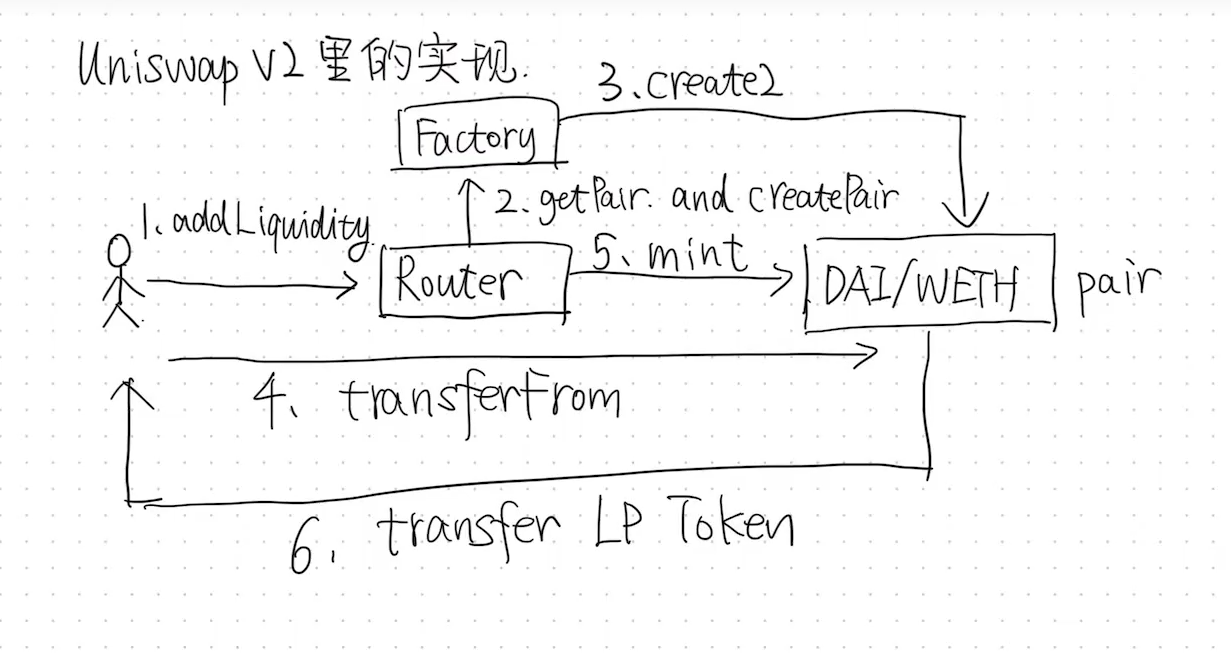 Uniswap V2 里的实现.
3.create2
Factory
2.getPair. and createPair
1.addLiquidity.
5、mint
Router
DAI/WETH
pair
4、transferFrom
6. transfer LP Token